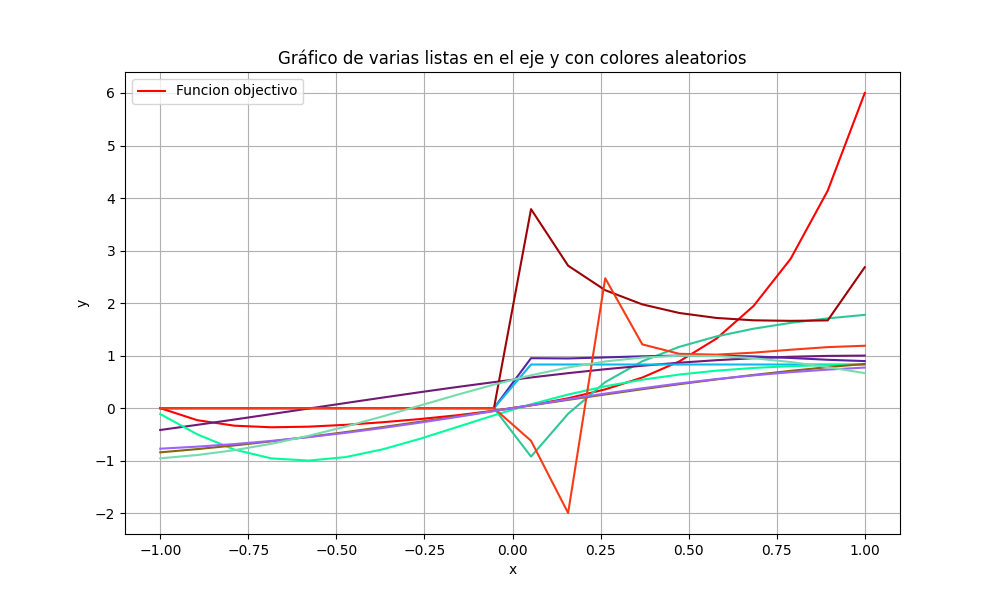 Gráfico de varias listas en el eje y con colores aleatorios
Funcion objectivo
6
5
4
3
2
1
0
−1
−2
y
−1.00 −0.75 −0.50 −0.25 0.00 0.25 0.50 0.75 1.00
x